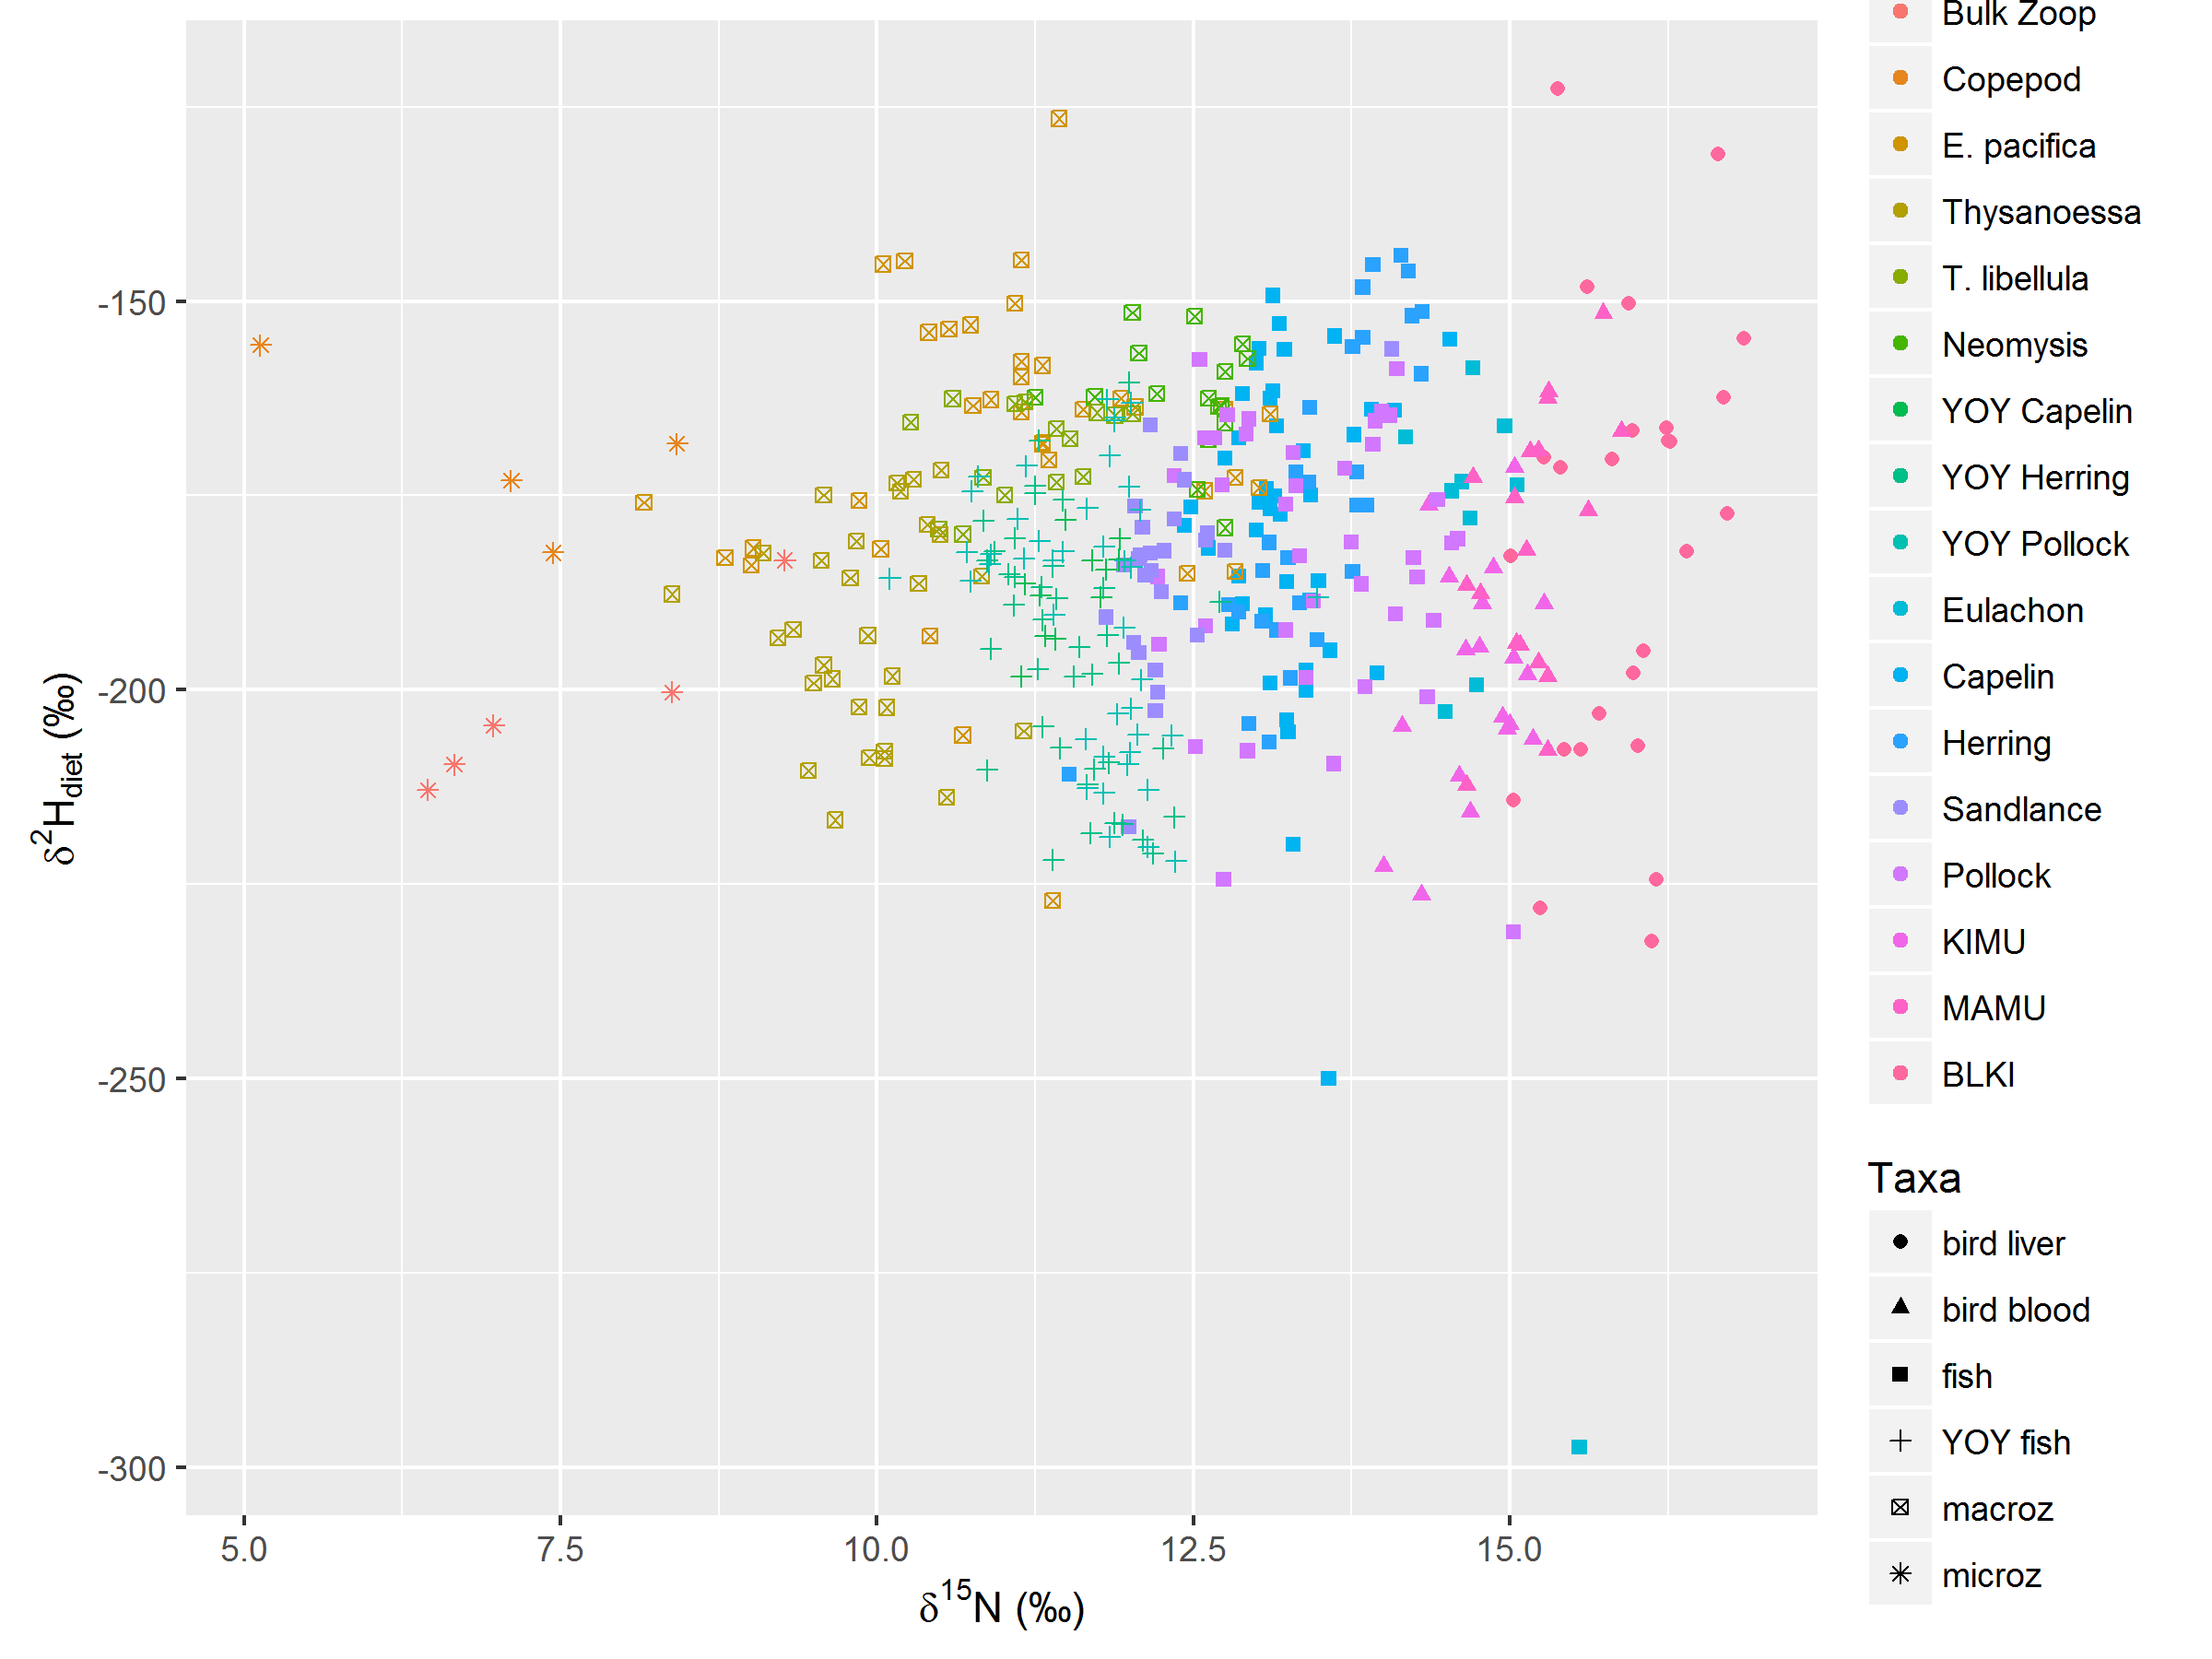 Bulk Zoop
Copepod
E. pacifica
Thysanoessa
T. libellula
Neomysis
YOY Capelin
YOY Herring
YOY Pollock
Eulachon
Capelin
Herring
Sandlance
Pollock
KIMU
MAMU
BLKI
Taxa
bird liver
bird blood
fish
YOY fish
macroz
microz
-150
-200
-250
-300
δ²H_diet (‰)
5.0 7.5 10.0 12.5 15.0
δ¹⁵N (‰)